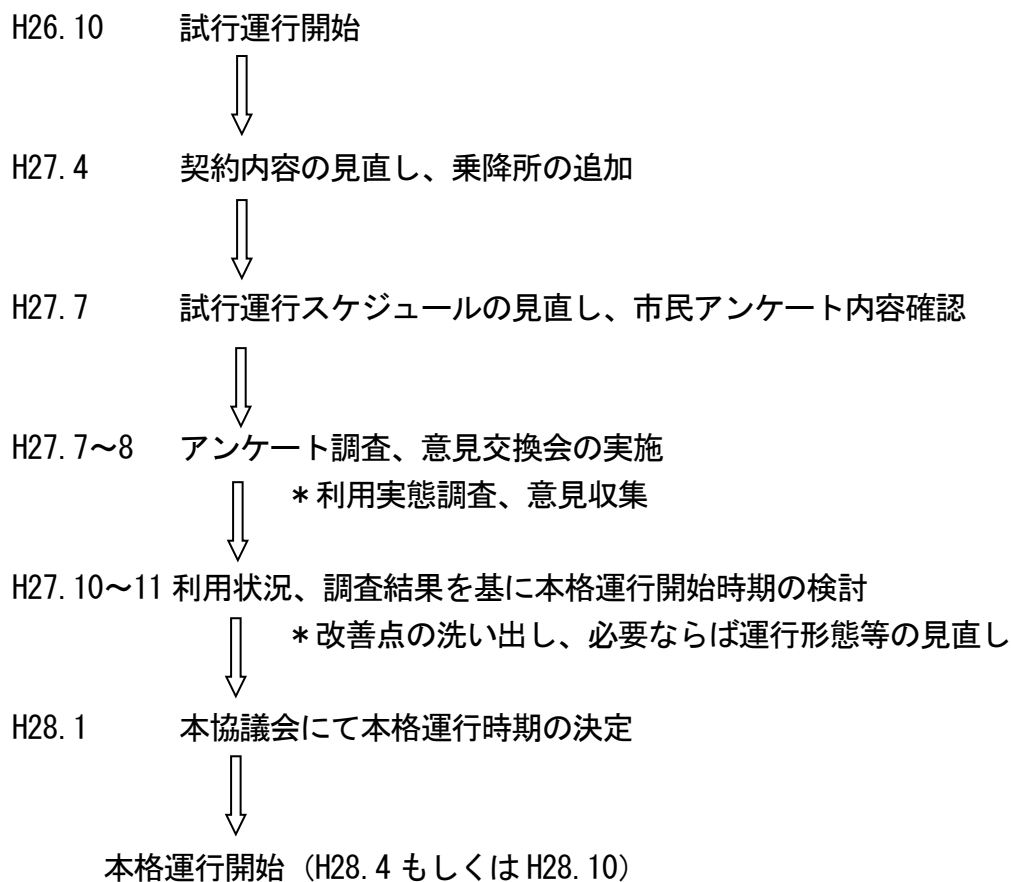 H26.10　試行運行開始
H27.4　契約内容の見直し、乗降所の追加
H27.7　試行運行スケジュールの見直し、市民アンケート内容確認
H27.7～8　アンケート調査、意見交換会の実施
＊利用実態調査、意見収集
H27.10～11 利用状況、調査結果を基に本格運行開始時期の検討
＊改善点の洗い出し、必要ならば運行形態等の見直し
H28.1　本協議会にて本格運行時期の決定
本格運行開始（H28.4 もしくは H28.10）